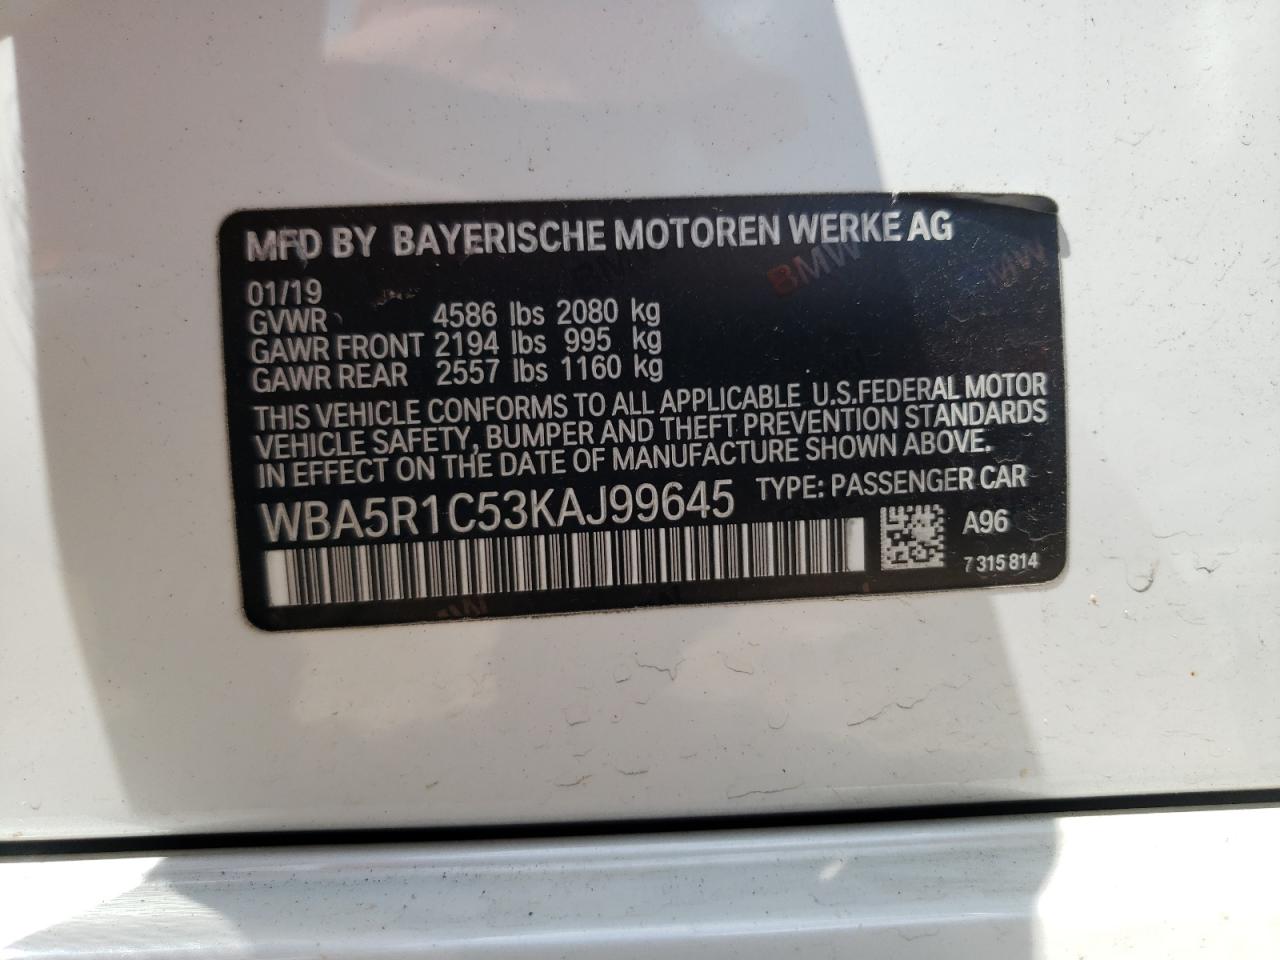 MFD BY BAYERISCHE MOTOREN WERKE AG
01/19
GVWR 4586 lbs 2080 kg
GAWR FRONT 2194 lbs 995 kg
GAWR REAR 2557 lbs 1160 kg
THIS VEHICLE CONFORMS TO ALL APPLICABLE U.S.FEDERAL MOTOR
VEHICLE SAFETY, BUMPER AND THEFT PREVENTION STANDARDS
IN EFFECT ON THE DATE OF MANUFACTURE SHOWN ABOVE.
WBA5R1C53KAJ99645 TYPE: PASSENGER CAR
A96
7 315 814
BMW
BMW
BMW